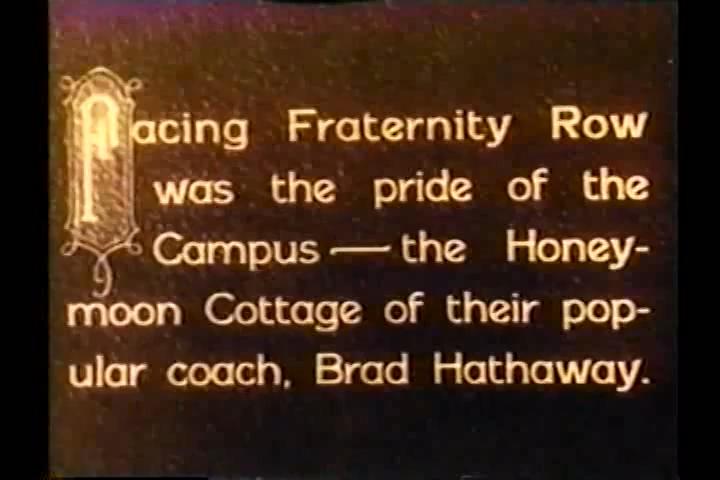 Facing Fraternity Row
was the pride of the
Campus — the Honey-
moon Cottage of their pop-
ular coach, Brad Hathaway.